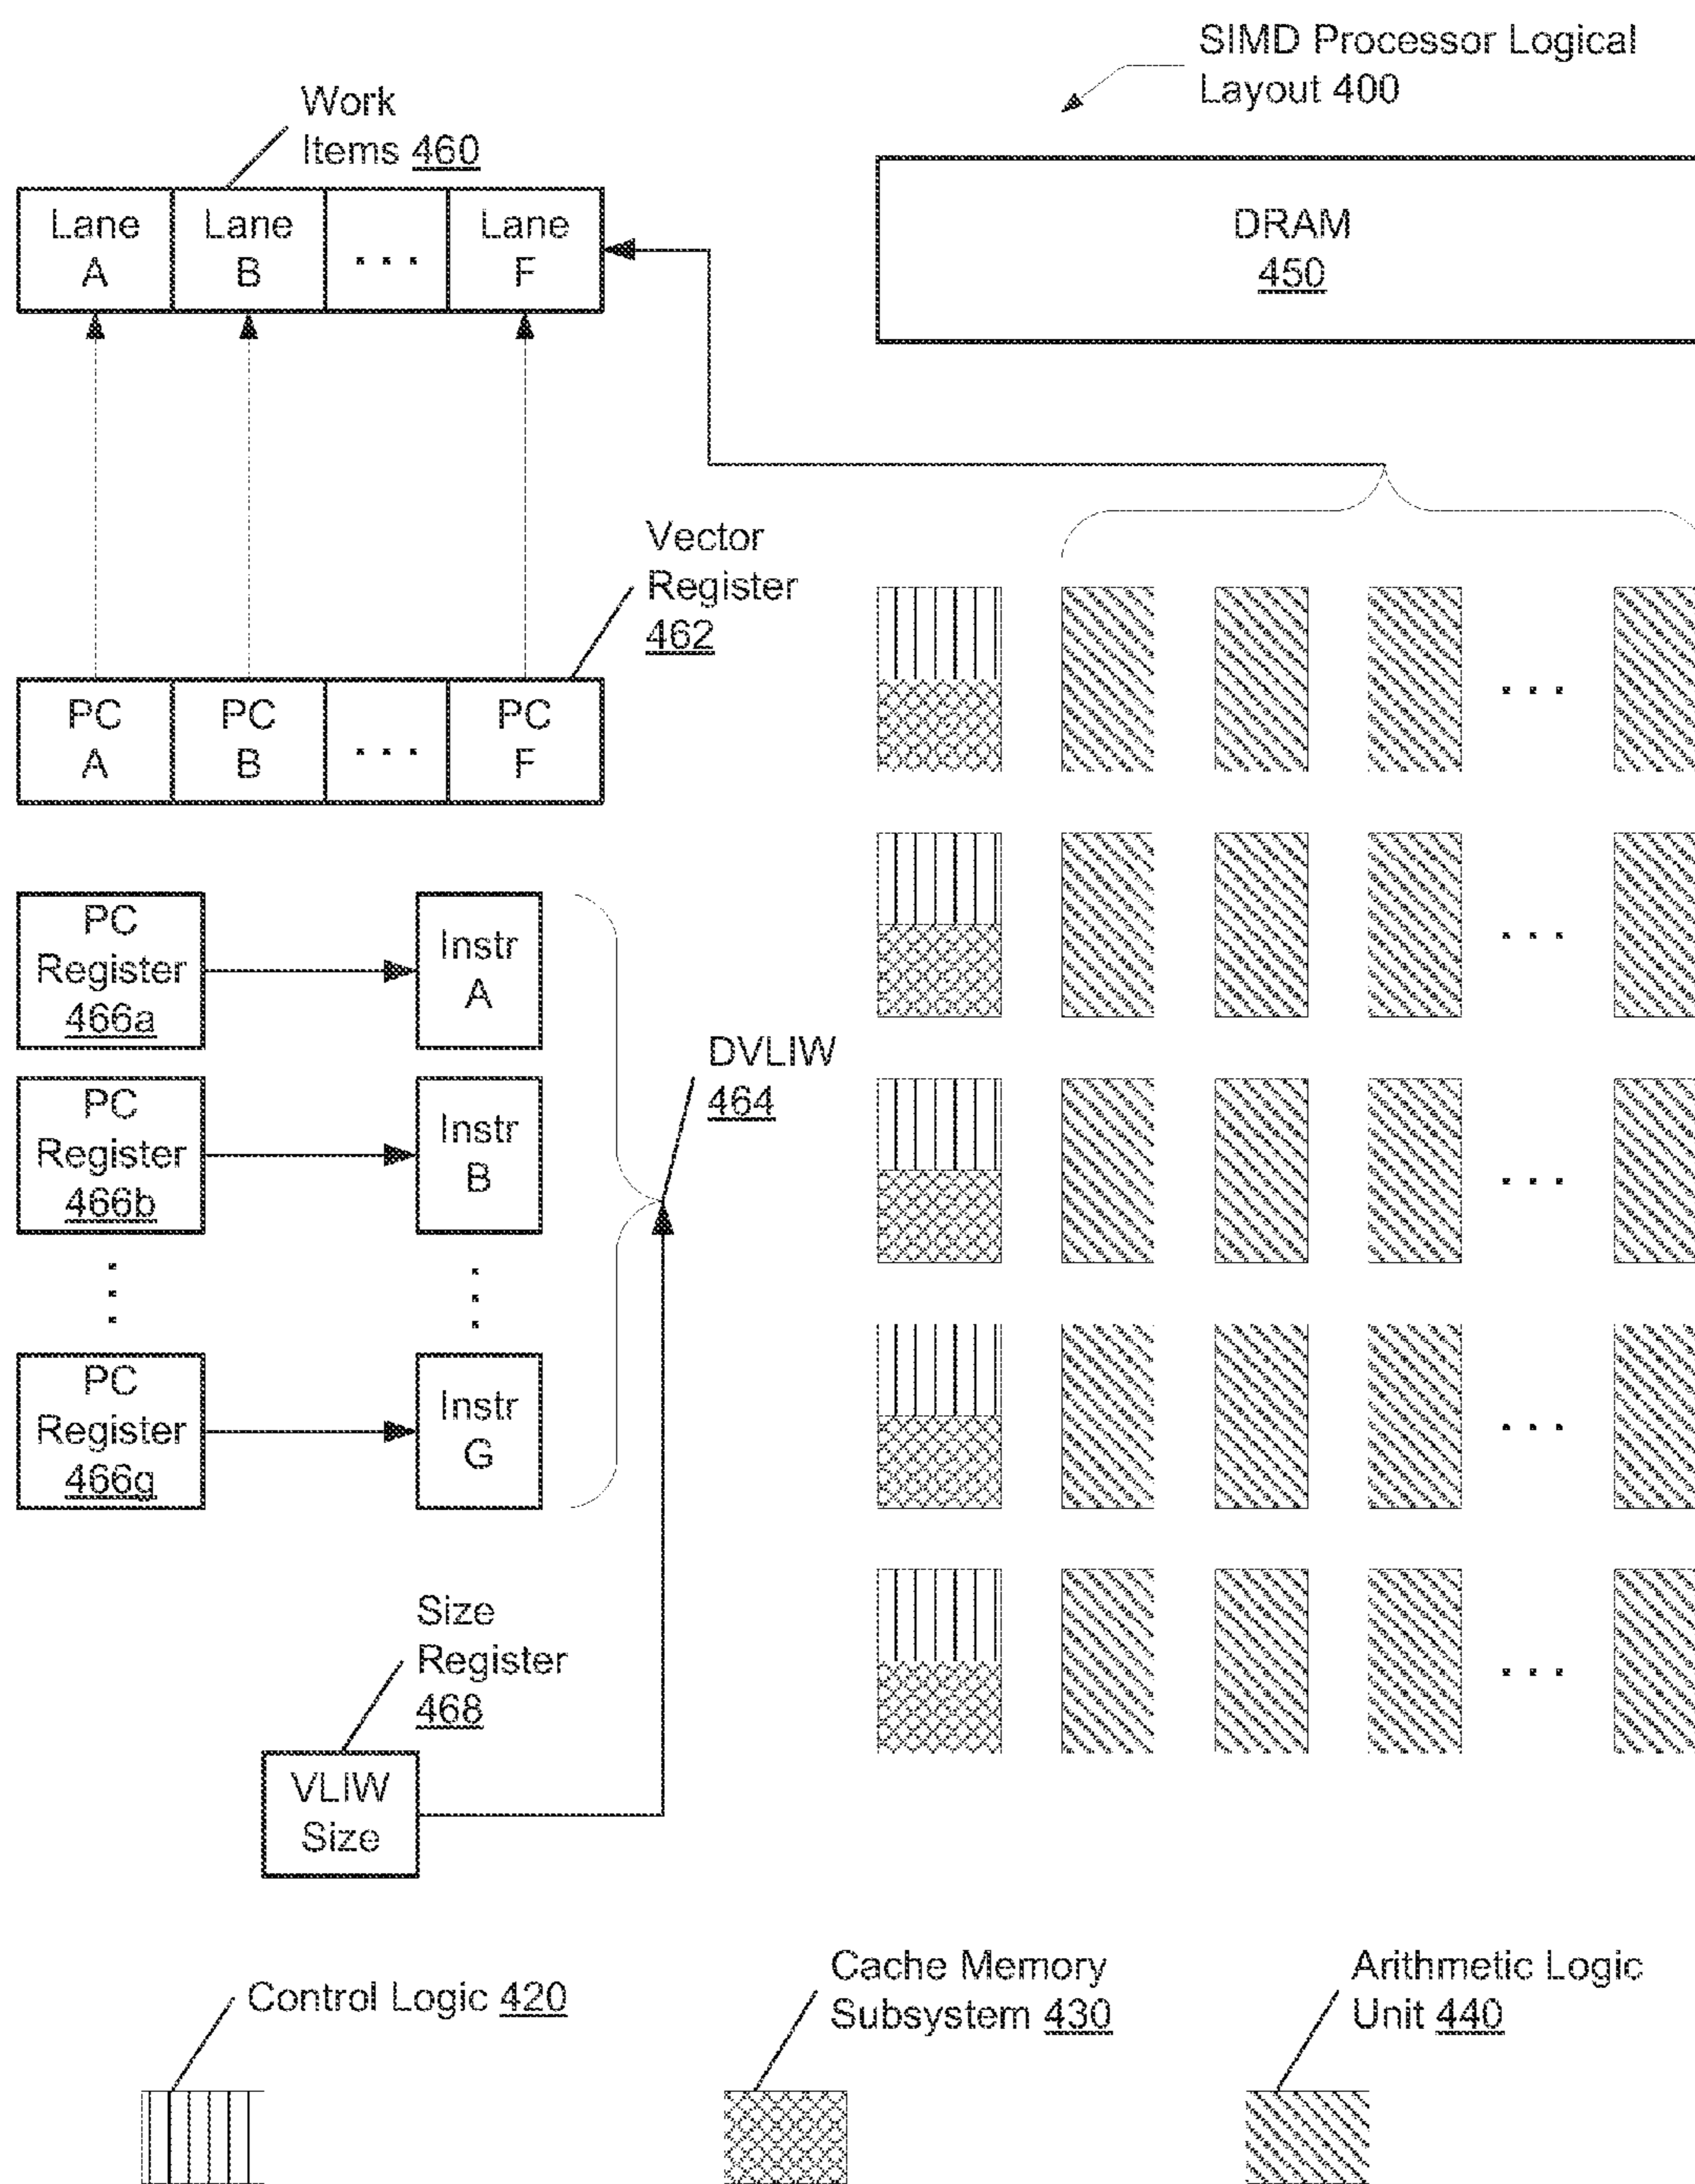 SIMD Processor Logical
Layout 400
Work
Items 460
Lane A
Lane B
. . .
Lane F
DRAM
450
Vector
Register
462
PC A
PC B
. . .
PC F
PC
Register
466a
Instr
A
PC
Register
466b
Instr
B
DVLIW
464
PC
Register
466g
Instr
G
Size
Register
468
VLIW
Size
Control Logic 420
Cache Memory
Subsystem 430
Arithmetic Logic
Unit 440